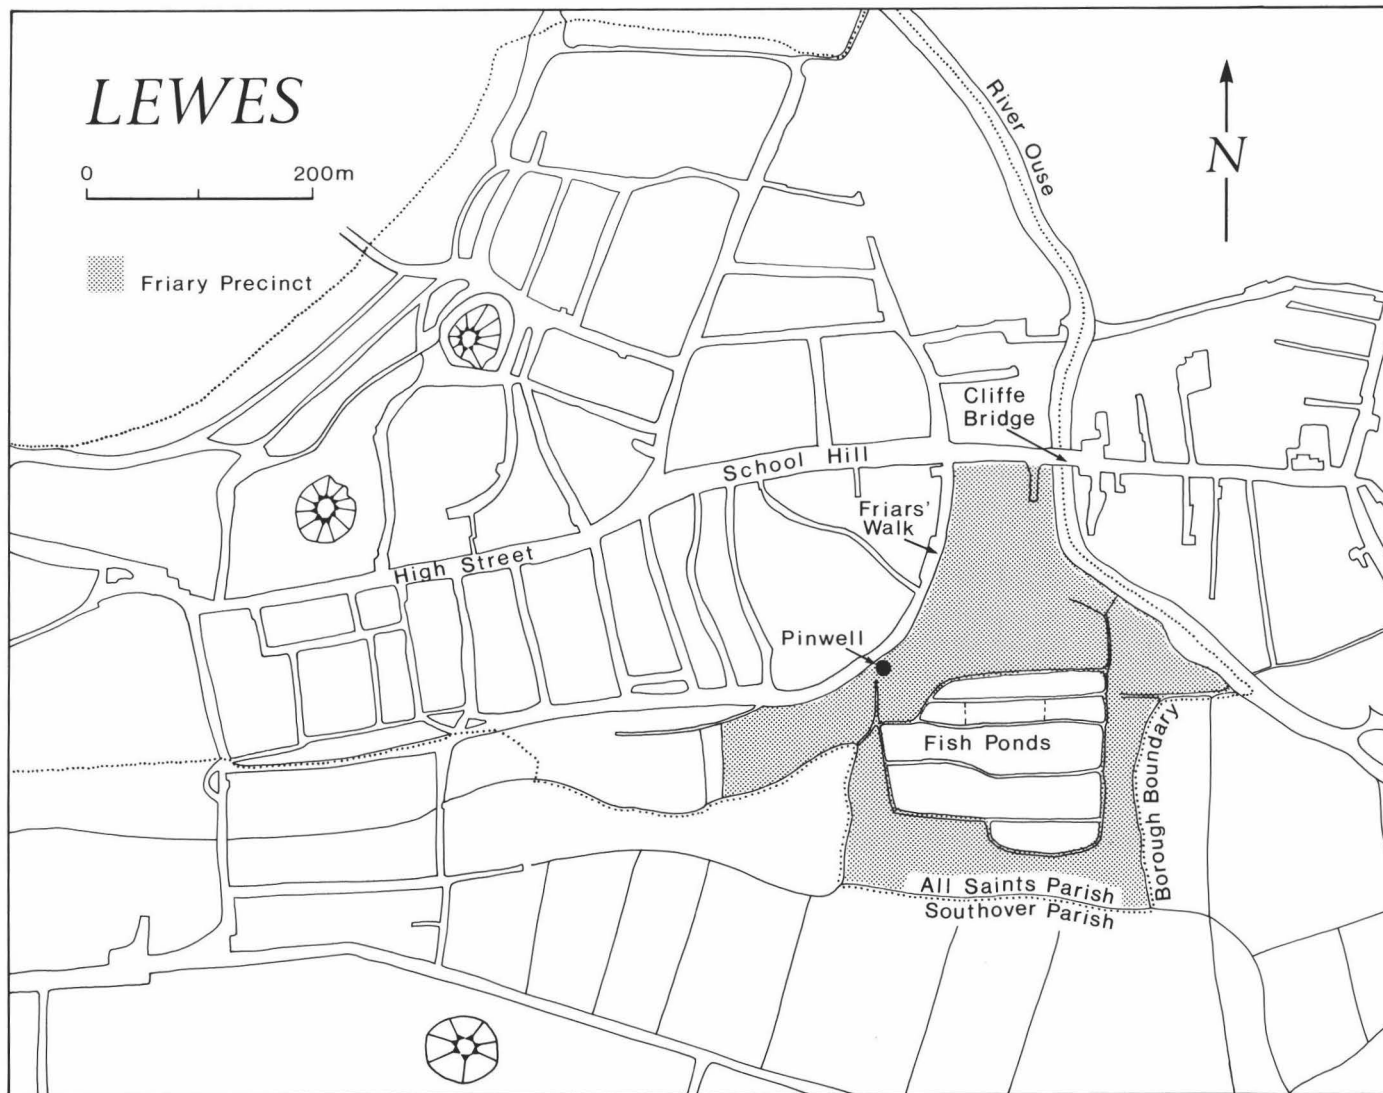 LEWES
0 200m
Friary Precinct
River Ouse
N
Cliffe
Bridge
School Hill
Friars'
Walk
High Street
Pinwell
Fish Ponds
Borough Boundary
All Saints Parish
Southover Parish